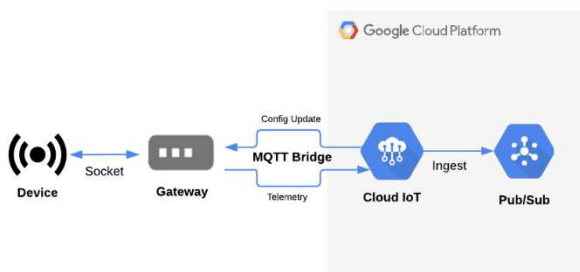 Google Cloud Platform
Config Update
Socket
MQTT Bridge
Ingest
Device
Gateway
Telemetry
Cloud IoT
Pub/Sub